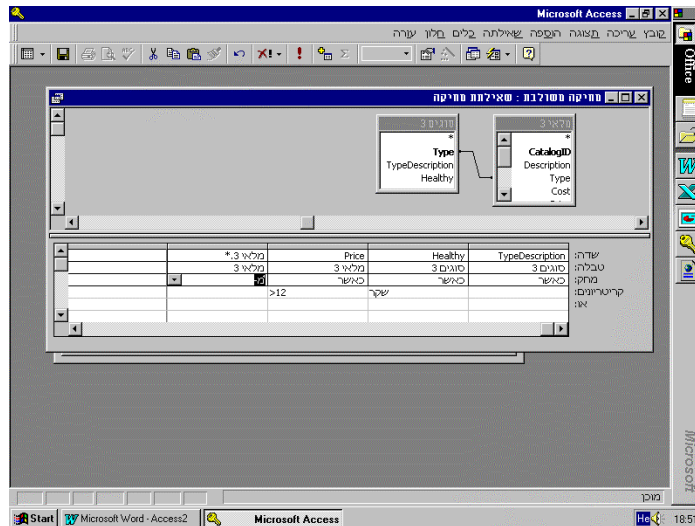 Microsoft Access
קובץ עריכה תצוגה הוספה שאילתה כלים חלון עזרה
Office
מחיקה משולבת : שאילתת מחיקה
סוגים 3
*
Type
TypeDescription
Healthy
מלאי 3
*
CatalogID
Description
Type
Cost
שדה: TypeDescription Healthy Price מלאי 3.*
טבלה: סוגים 3 סוגים 3 מלאי 3 מלאי 3
מחק: כאשר כאשר כאשר
קריטריונים: שקר >12
או:
Microsoft
מוכן
Start Microsoft Word - Access2 Microsoft Access He